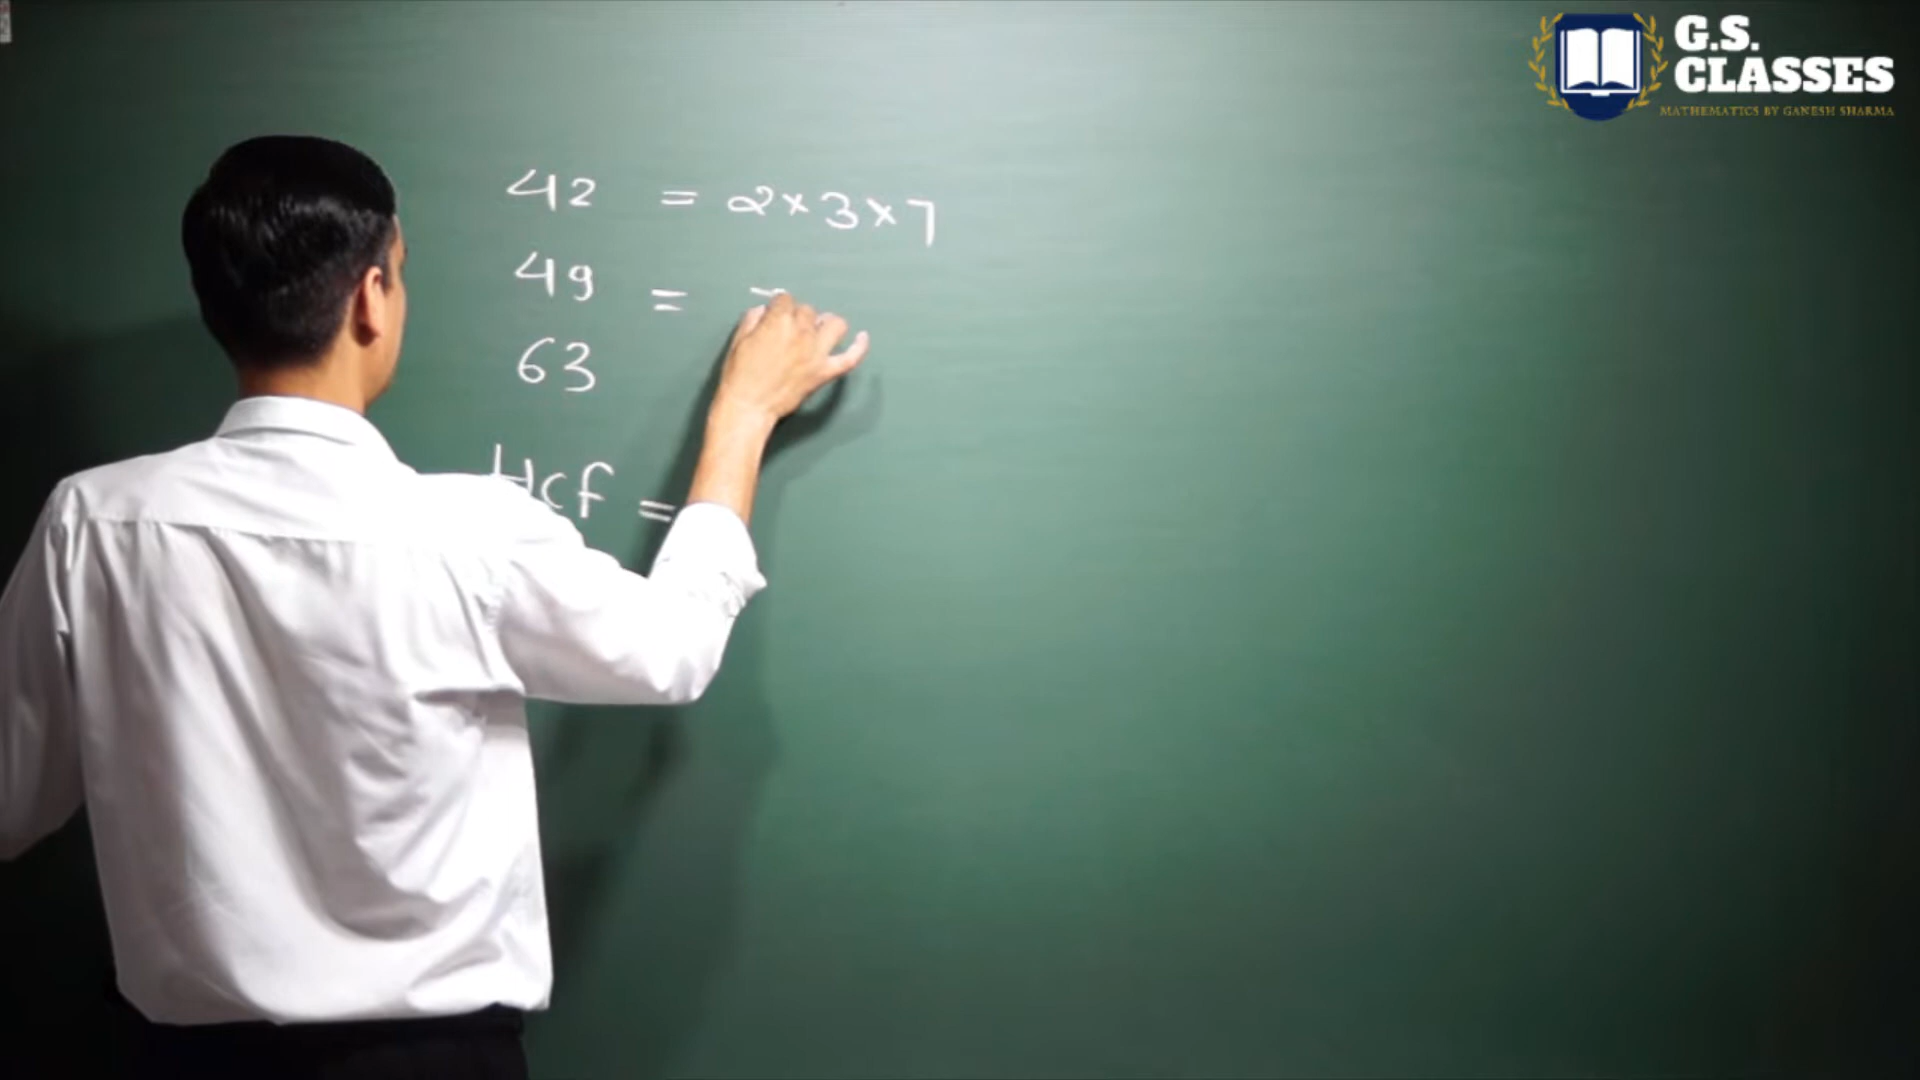 G.S.
CLASSES
MATHEMATICS BY GANESH SHARMA
42 = 2×3×7
49 =
63
Hcf =